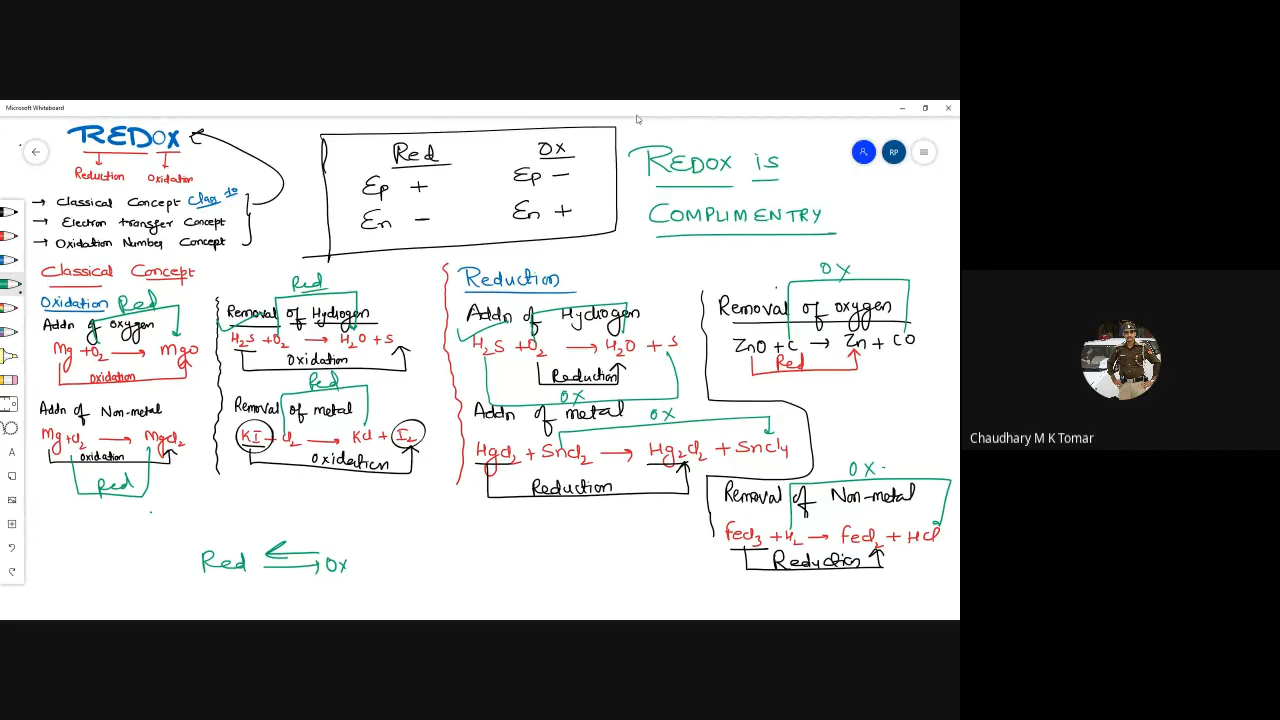 Microsoft Whiteboard
REDOX
Reduction Oxidation
→ Classical Concept Class 10
→ Electron transfer Concept
→ Oxidation Number Concept
Red OX
Ep + Ep −
En − En +
REDOX is
COMPLIMENTRY
RP
Classical Concept
Oxidation Red
Addn of oxygen
Mg + O2 → MgO
oxidation
Addn of Non-metal
Mg + Cl2 → MgCl2
oxidation
Red
Red
Removal of Hydrogen
H2S + O2 → H2O + S
Oxidation
Red
Removal of metal
KI + Cl2 → KCl + I2
oxidation
Reduction
Addn of Hydrogen
H2S + O2 → H2O + S
Reduction
OX
Addn of metal OX
HgCl2 + SnCl2 → Hg2Cl2 + SnCl4
Reduction
OX
Removal of oxygen
ZnO + C → Zn + CO
Red
OX
Removal of Non-metal
FeCl3 + H2 → FeCl2 + HCl
Reduction
Red ⇌ OX
A
Chaudhary M K Tomar